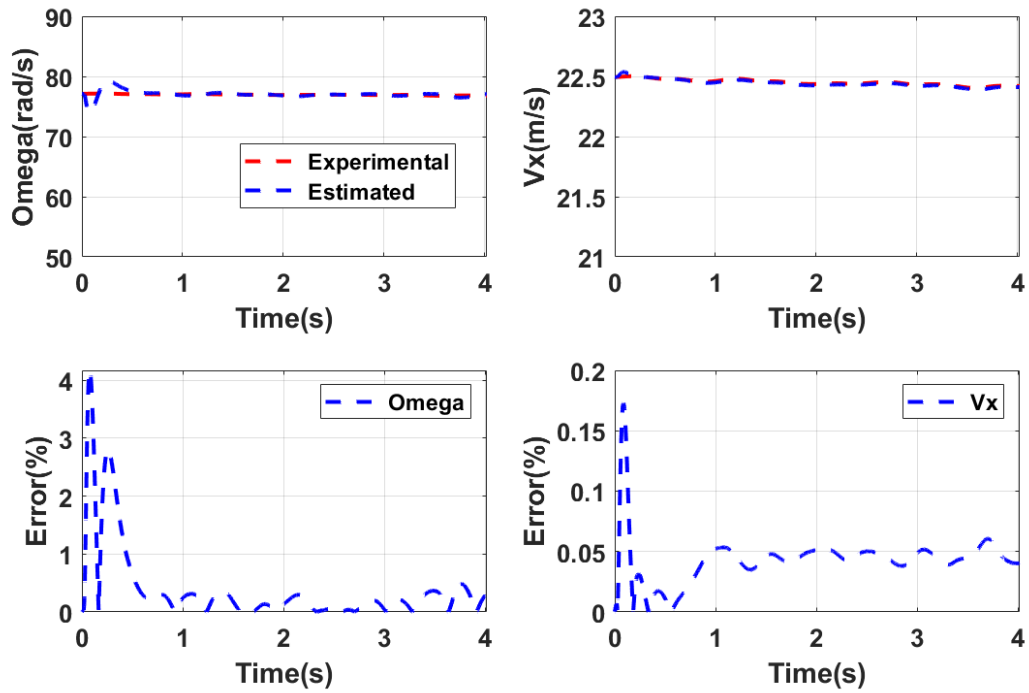 90
80
70
60
50
Omega(rad/s)
Experimental
Estimated
0 1 2 3 4
Time(s)
23
22.5
22
21.5
21
Vx(m/s)
0 1 2 3 4
Time(s)
4
3
2
1
0
Error(%)
Omega
0 1 2 3 4
Time(s)
0.2
0.15
0.1
0.05
0
Error(%)
Vx
0 1 2 3 4
Time(s)